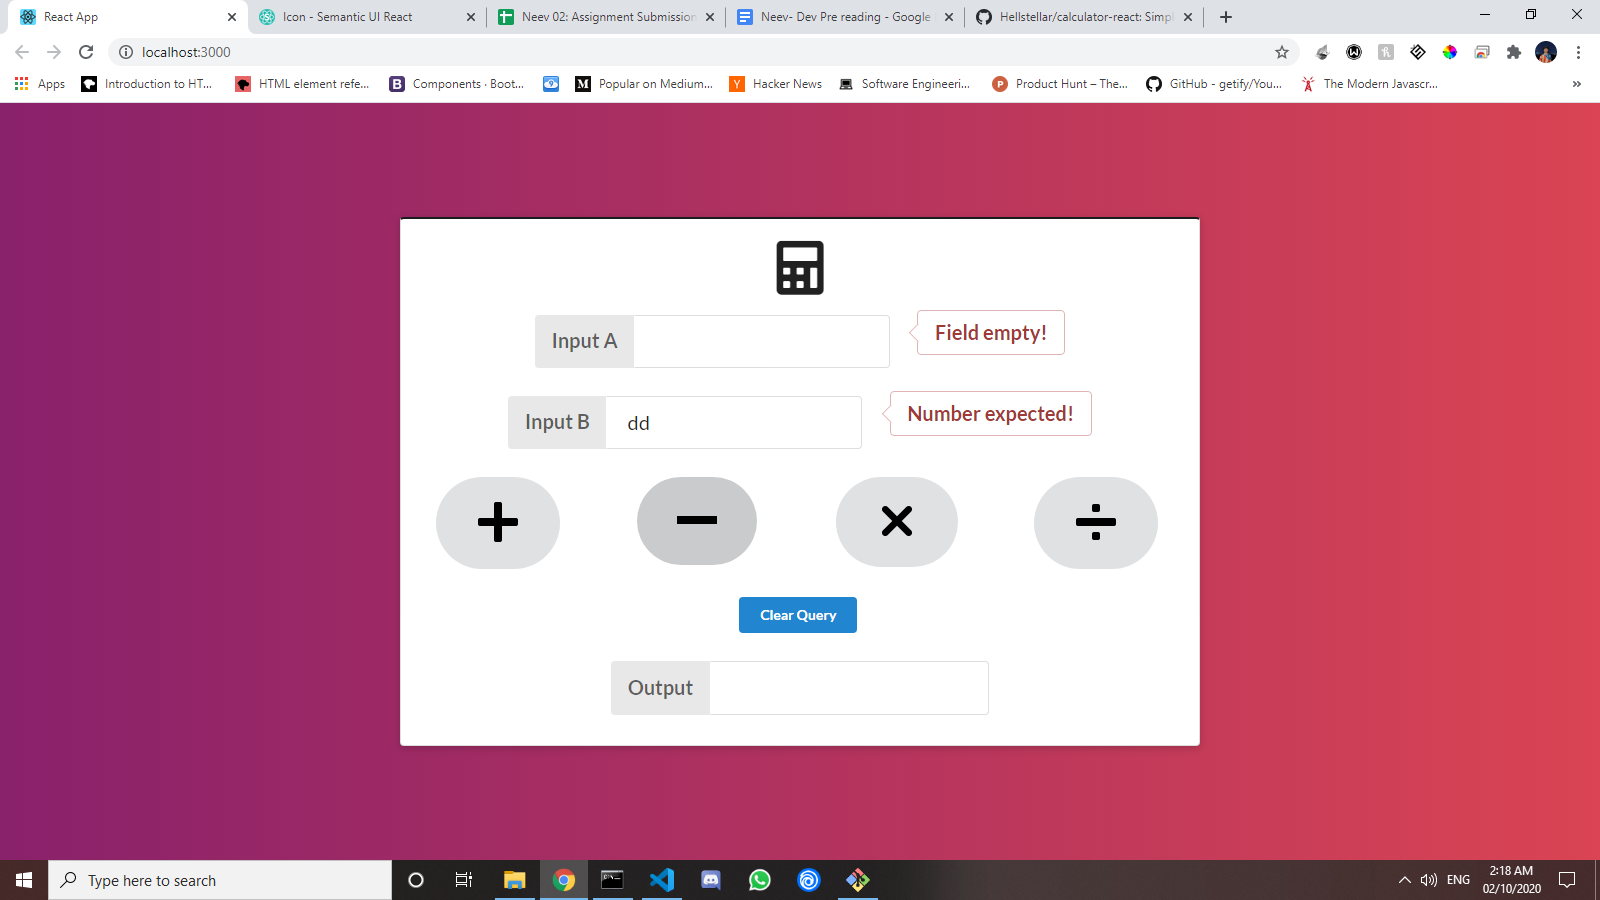 React App
Icon - Semantic UI React
Neev 02: Assignment Submission
Neev- Dev Pre reading - Google
Hellstellar/calculator-react: Simpl
localhost:3000
Apps
Introduction to HT...
HTML element refe...
Components · Boot...
Popular on Medium...
Hacker News
Software Engineeri...
Product Hunt – The...
GitHub - getify/You...
The Modern Javascr...
»
Input A
Field empty!
Input B
dd
Number expected!
Clear Query
Output
Type here to search
ENG
2:18 AM
02/10/2020